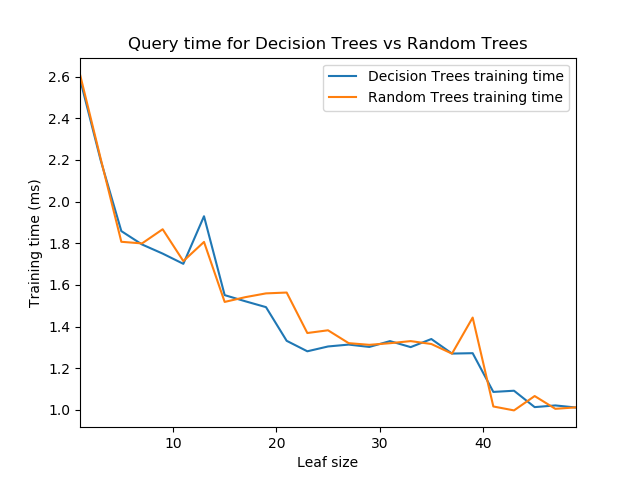 Query time for Decision Trees vs Random Trees
Decision Trees training time
Random Trees training time
Training time (ms)
2.6
2.4
2.2
2.0
1.8
1.6
1.4
1.2
1.0
10
20
30
40
Leaf size